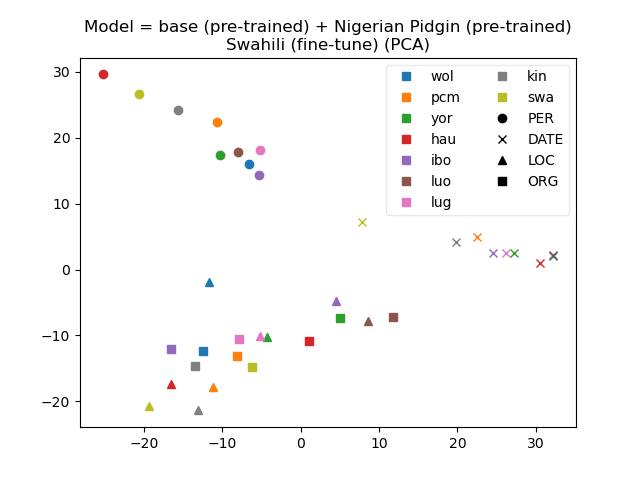 Model = base (pre-trained) + Nigerian Pidgin (pre-trained)
Swahili (fine-tune) (PCA)
wol
pcm
yor
hau
ibo
luo
lug
kin
swa
PER
DATE
LOC
ORG
30
20
10
0
−10
−20
−20
−10
0
10
20
30